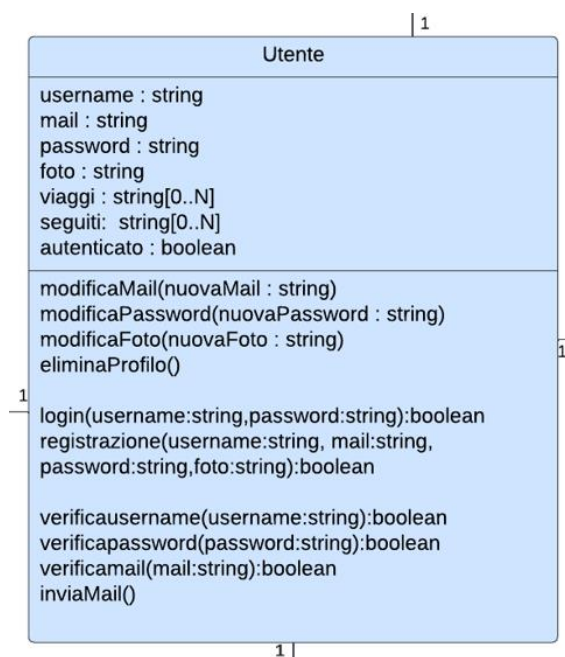 1
Utente
username : string
mail : string
password : string
foto : string
viaggi : string[0..N]
seguiti: string[0..N]
autenticato : boolean
modificaMail(nuovaMail : string)
modificaPassword(nuovaPassword : string)
modificaFoto(nuovaFoto : string)
1
eliminaProfilo()
1
login(username:string,password:string):boolean
registrazione(username:string, mail:string,
password:string,foto:string):boolean
verificausername(username:string):boolean
verificapassword(password:string):boolean
verificamail(mail:string):boolean
inviaMail()
1